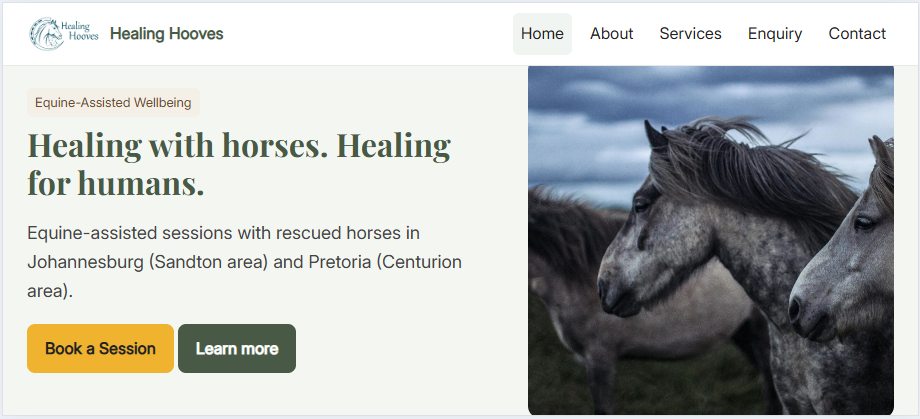 Healing
Hooves
Healing Hooves
Home
About
Services
Enquiry
Contact
Equine-Assisted Wellbeing
Healing with horses. Healing
for humans.
Equine-assisted sessions with rescued horses in
Johannesburg (Sandton area) and Pretoria (Centurion
area).
Book a Session
Learn more